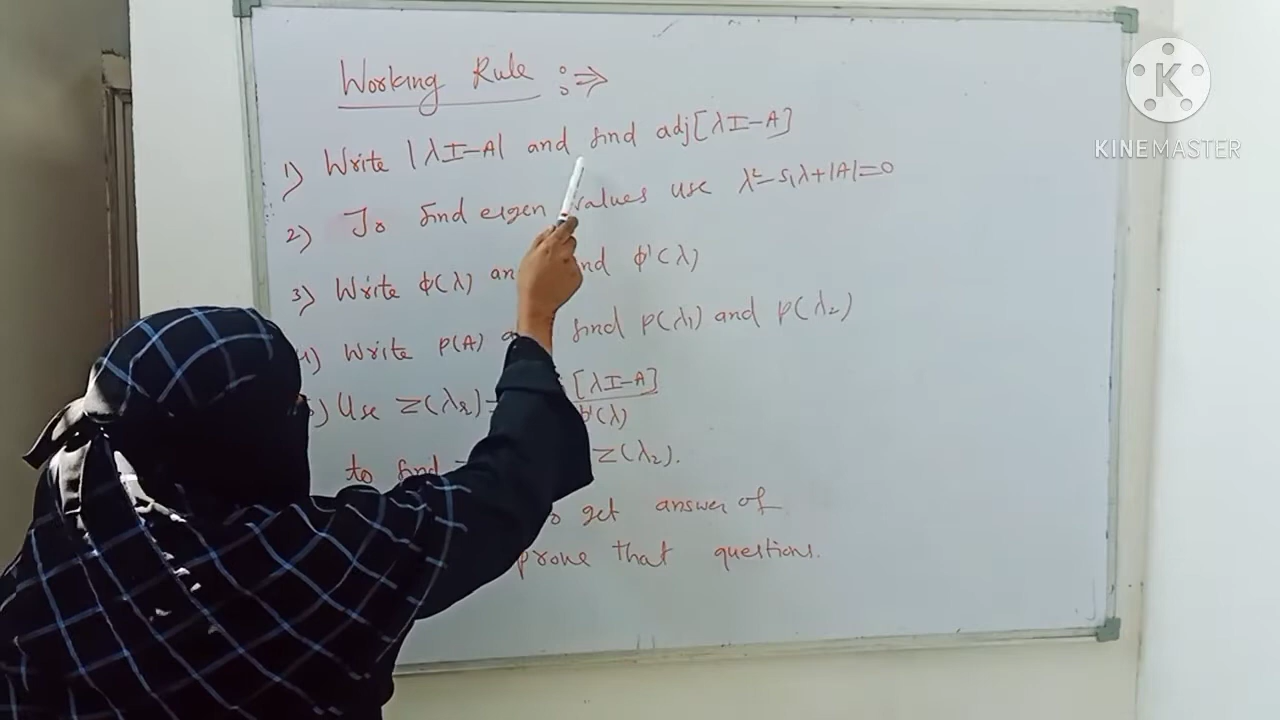 Working Rule :⇒
1) Write |λI-A| and find adj[λI-A]
2) To find eigen values use λ²-S₁λ+|A|=0
3) Write φ(λ) and find φ'(λ)
4) Write P(A) find P(λ₁) and P(λ₂)
Use Z(λr)= [λI-A]
φ'(λ)
to find Z(λ₂).
to get answer of
prove that questions.
K
KINEMASTER